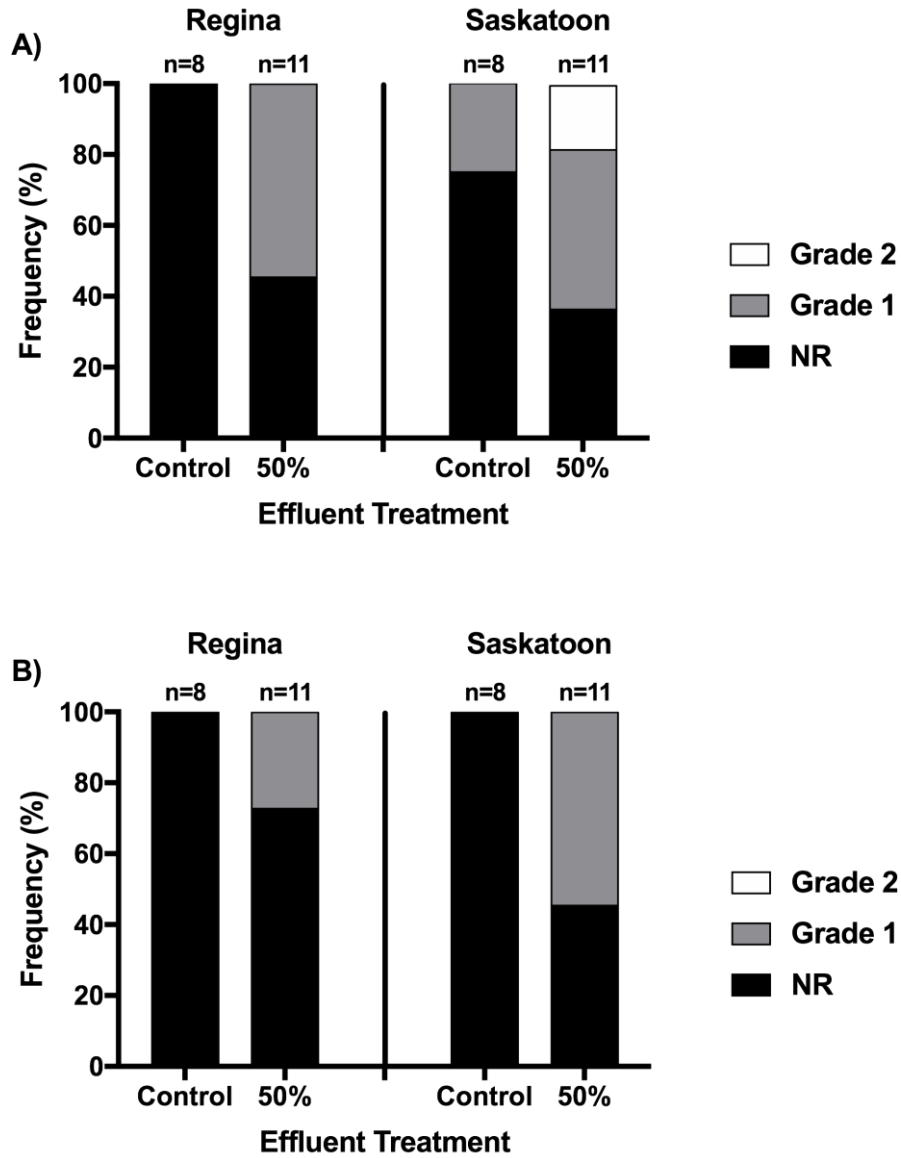 Regina Saskatoon
A)
n=8 n=11 n=8 n=11
100
80
60
40
20
0
Frequency (%)
Grade 2
Grade 1
NR
Control 50% Control 50%
Effluent Treatment
Regina Saskatoon
B)
n=8 n=11 n=8 n=11
100
80
60
40
20
0
Frequency (%)
Grade 2
Grade 1
NR
Control 50% Control 50%
Effluent Treatment